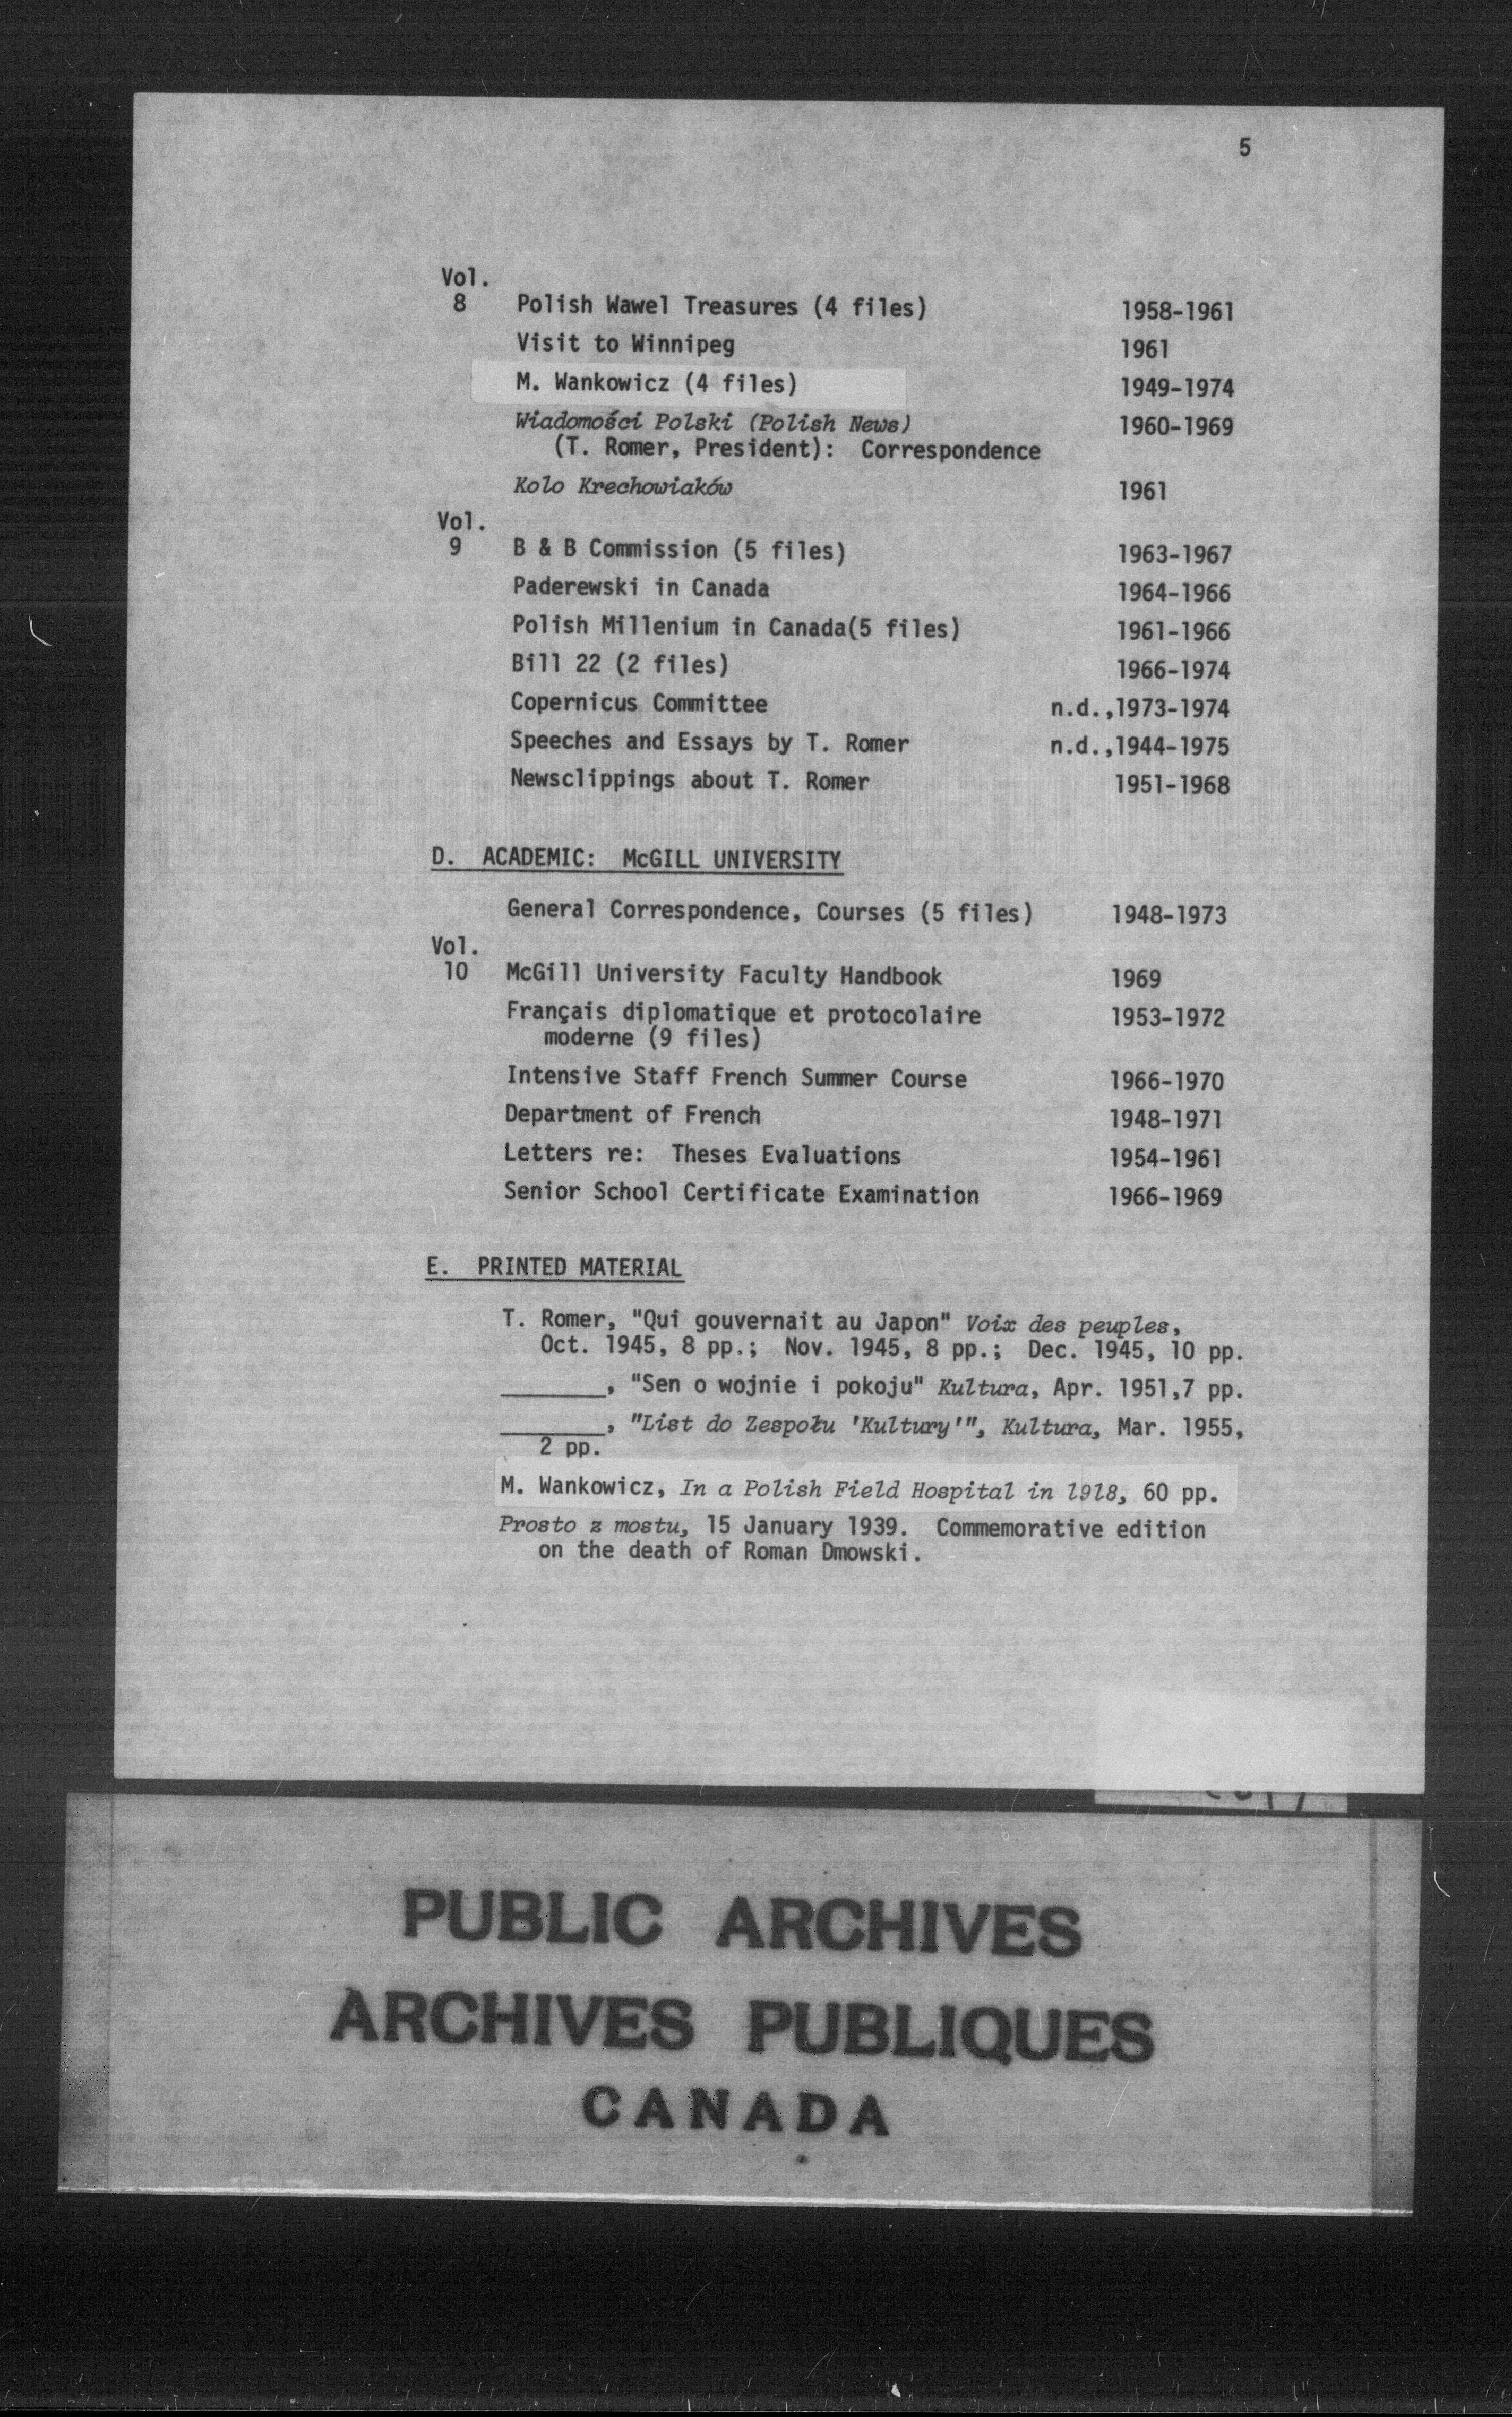 5
Vol.
8 Polish Wawel Treasures (4 files) 1958-1961
Visit to Winnipeg 1961
M. Wankowicz (4 files) 1949-1974
Wiadomości Polski (Polish News) 1960-1969
(T. Romer, President): Correspondence
Kolo Krechowiaków 1961
Vol.
9 B & B Commission (5 files) 1963-1967
Paderewski in Canada 1964-1966
Polish Millenium in Canada(5 files) 1961-1966
Bill 22 (2 files) 1966-1974
Copernicus Committee n.d.,1973-1974
Speeches and Essays by T. Romer n.d.,1944-1975
Newsclippings about T. Romer 1951-1968
D. ACADEMIC: McGILL UNIVERSITY
General Correspondence, Courses (5 files) 1948-1973
Vol.
10 McGill University Faculty Handbook 1969
Français diplomatique et protocolaire 1953-1972
moderne (9 files)
Intensive Staff French Summer Course 1966-1970
Department of French 1948-1971
Letters re: Theses Evaluations 1954-1961
Senior School Certificate Examination 1966-1969
E. PRINTED MATERIAL
T. Romer, "Qui gouvernait au Japon" Voix des peuples,
Oct. 1945, 8 pp.; Nov. 1945, 8 pp.; Dec. 1945, 10 pp.
________, "Sen o wojnie i pokoju" Kultura, Apr. 1951,7 pp.
________, "List do Zespołu 'Kultury'", Kultura, Mar. 1955,
2 pp.
M. Wankowicz, In a Polish Field Hospital in 1918, 60 pp.
Prosto z mostu, 15 January 1939. Commemorative edition
on the death of Roman Dmowski.
PUBLIC ARCHIVES
ARCHIVES PUBLIQUES
CANADA